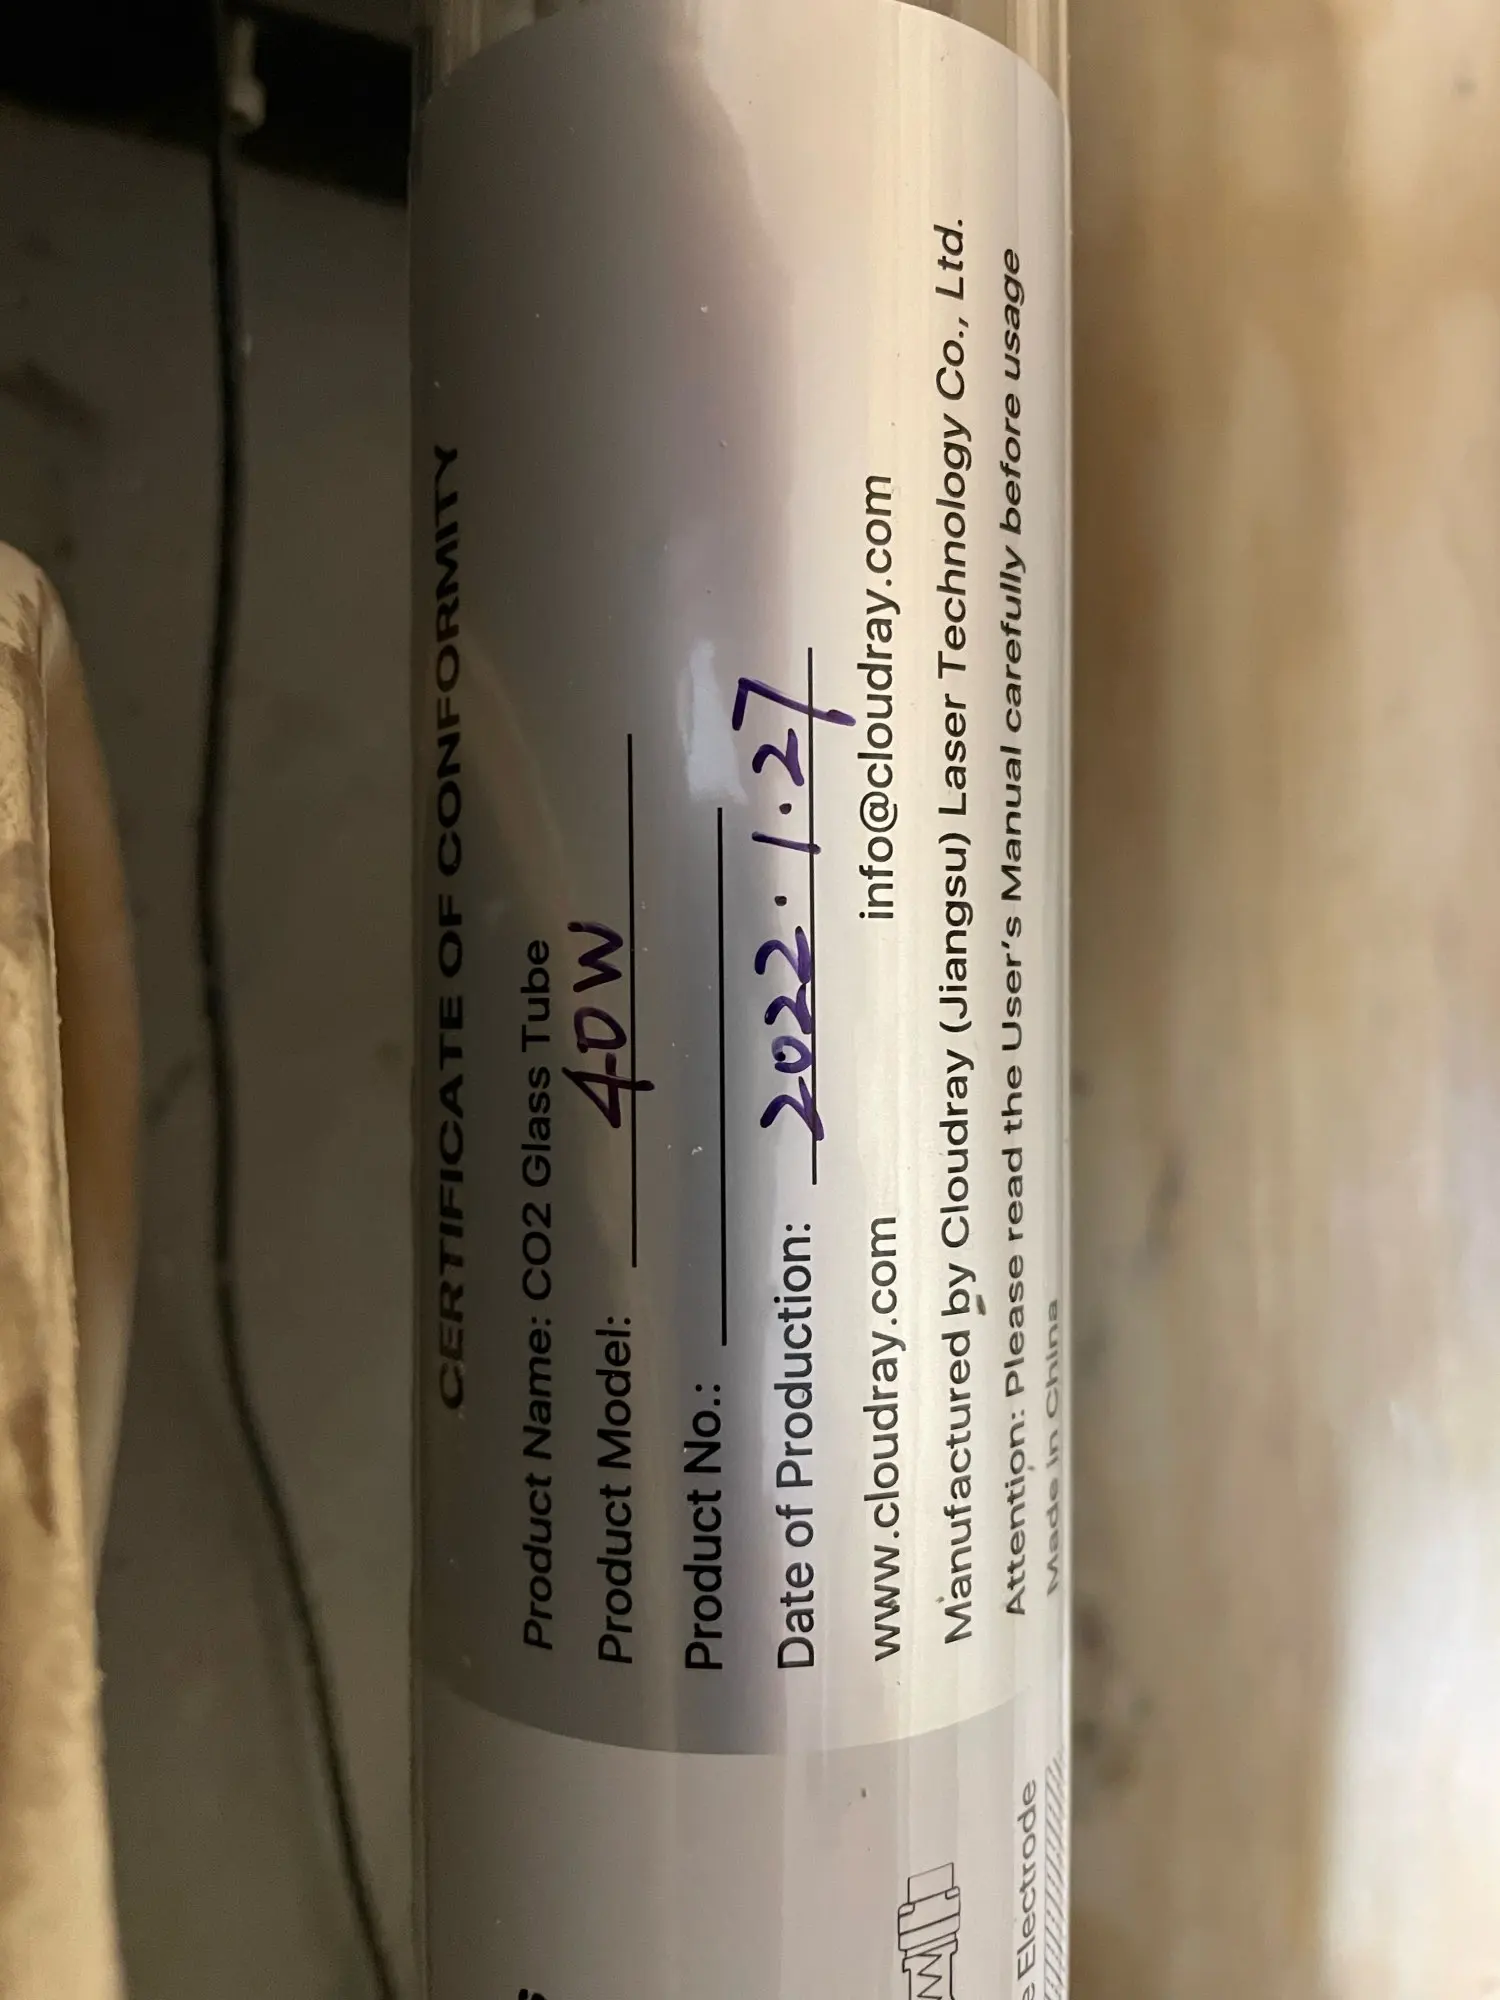 CERTIFICATE OF CONFORMITY
Product Name: CO2 Glass Tube
Product Model: 40W
Product No.:
Date of Production: 2022.1.27
www.cloudray.com info@cloudray.com
Manufactured by Cloudray (Jiangsu) Laser Technology Co., Ltd.
Attention: Please read the User's Manual carefully before usage
Made in China
Electrode